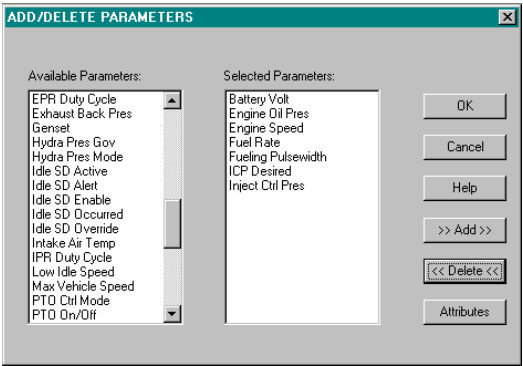 ADD/DELETE PARAMETERS
Available Parameters:
EPR Duty Cycle
Exhaust Back Pres
Genset
Hydra Pres Gov
Hydra Pres Mode
Idle SD Active
Idle SD Alert
Idle SD Enable
Idle SD Occurred
Idle SD Override
Intake Air Temp
IPR Duty Cycle
Low Idle Speed
Max Vehicle Speed
PTO Ctrl Mode
PTO On/Off
Selected Parameters:
Battery Volt
Engine Oil Pres
Engine Speed
Fuel Rate
Fueling Pulsewidth
ICP Desired
Inject Ctrl Pres
OK
Cancel
Help
>> Add >>
<< Delete <<
Attributes